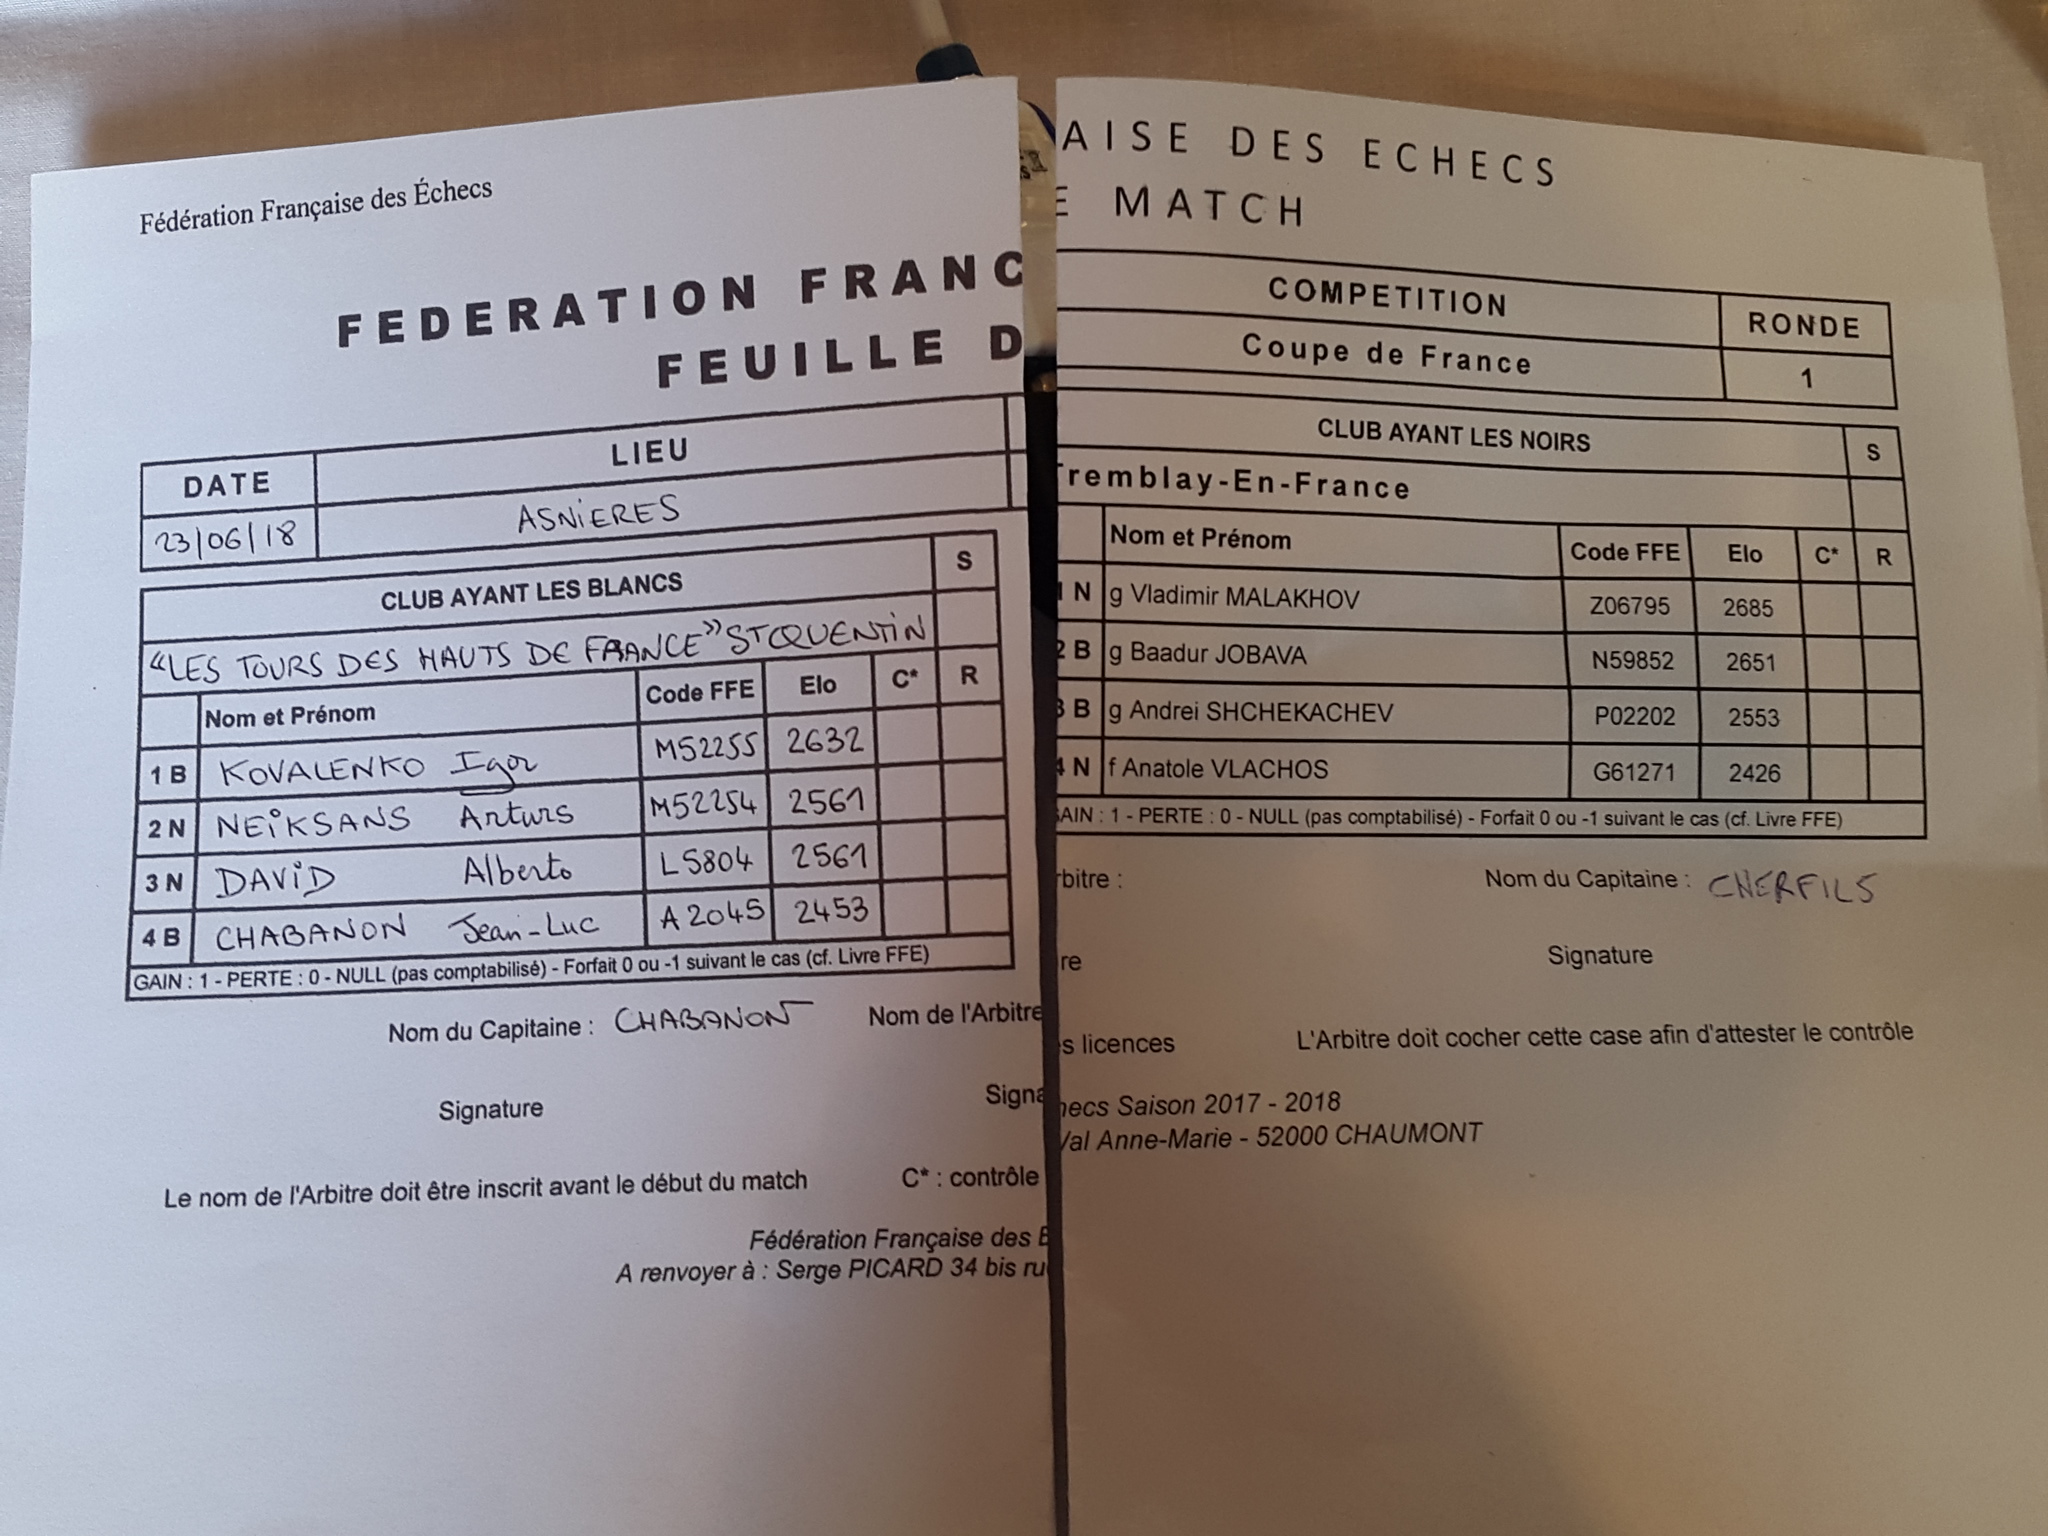 Fédération Française des Échecs
FEDERATION FRANC
FEUILLE D
DATE LIEU
23/06/18 ASNIERES
CLUB AYANT LES BLANCS S
"LES TOURS DES HAUTS DE FRANCE" ST QUENTIN
Nom et Prénom Code FFE Elo C* R
1 B KOVALENKO Igor M52255 2632
2 N NEIKSANS Arturs M52254 2561
3 N DAVID Alberto L5804 2561
4 B CHABANON Jean-Luc A2045 2453
GAIN : 1 - PERTE : 0 - NULL (pas comptabilisé) - Forfait 0 ou -1 suivant le cas (cf. Livre FFE)
Nom du Capitaine : CHABANON Nom de l'Arbitre
Signature Signa
Le nom de l'Arbitre doit être inscrit avant le début du match C* : contrôle
Fédération Française des E
A renvoyer à : Serge PICARD 34 bis ru
AISE DES ECHECS
E MATCH
COMPETITION RONDE
Coupe de France 1
CLUB AYANT LES NOIRS S
Tremblay-En-France
Nom et Prénom Code FFE Elo C* R
1 N g Vladimir MALAKHOV Z06795 2685
2 B g Baadur JOBAVA N59852 2651
3 B g Andrei SHCHEKACHEV P02202 2553
4 N f Anatole VLACHOS G61271 2426
GAIN : 1 - PERTE : 0 - NULL (pas comptabilisé) - Forfait 0 ou -1 suivant le cas (cf. Livre FFE)
rbitre : Nom du Capitaine : CHERFILS
re Signature
s licences L'Arbitre doit cocher cette case afin d'attester le contrôle
hecs Saison 2017 - 2018
Val Anne-Marie - 52000 CHAUMONT